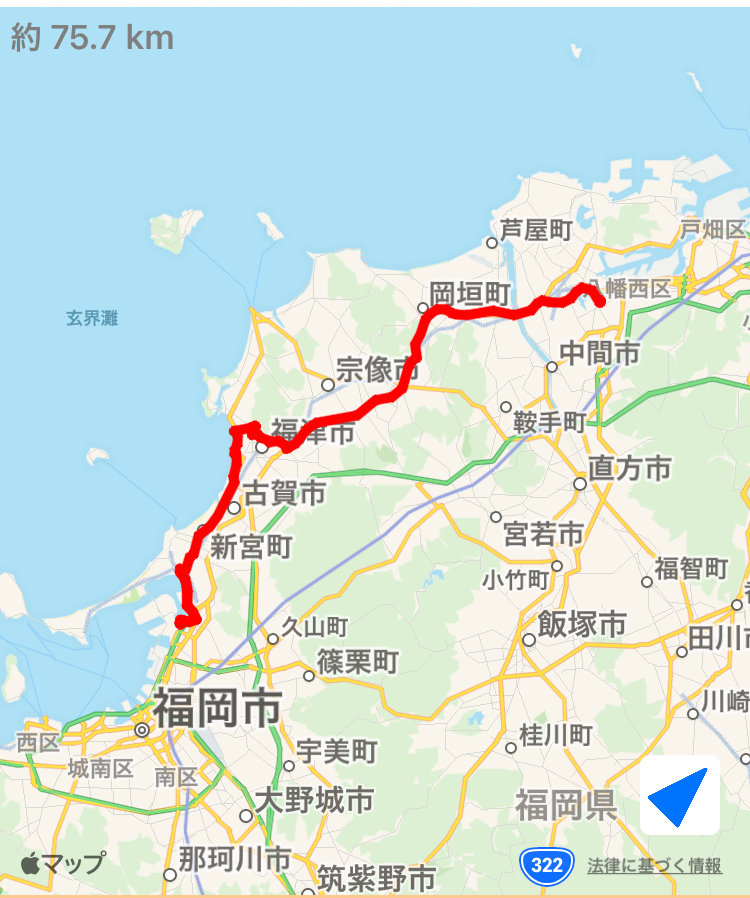 約 75.7 km
芦屋町
戸畑区
八幡西区
岡垣町
玄界灘
中間市
宗像市
鞍手町
福津市
直方市
古賀市
宮若市
新宮町
福智町
小竹町
久山町
飯塚市
田川市
篠栗町
福岡市
川崎
桂川町
西区
宇美町
城南区
南区
大野城市
福岡県
那珂川市
マップ
322
法律に基づく情報
筑紫野市